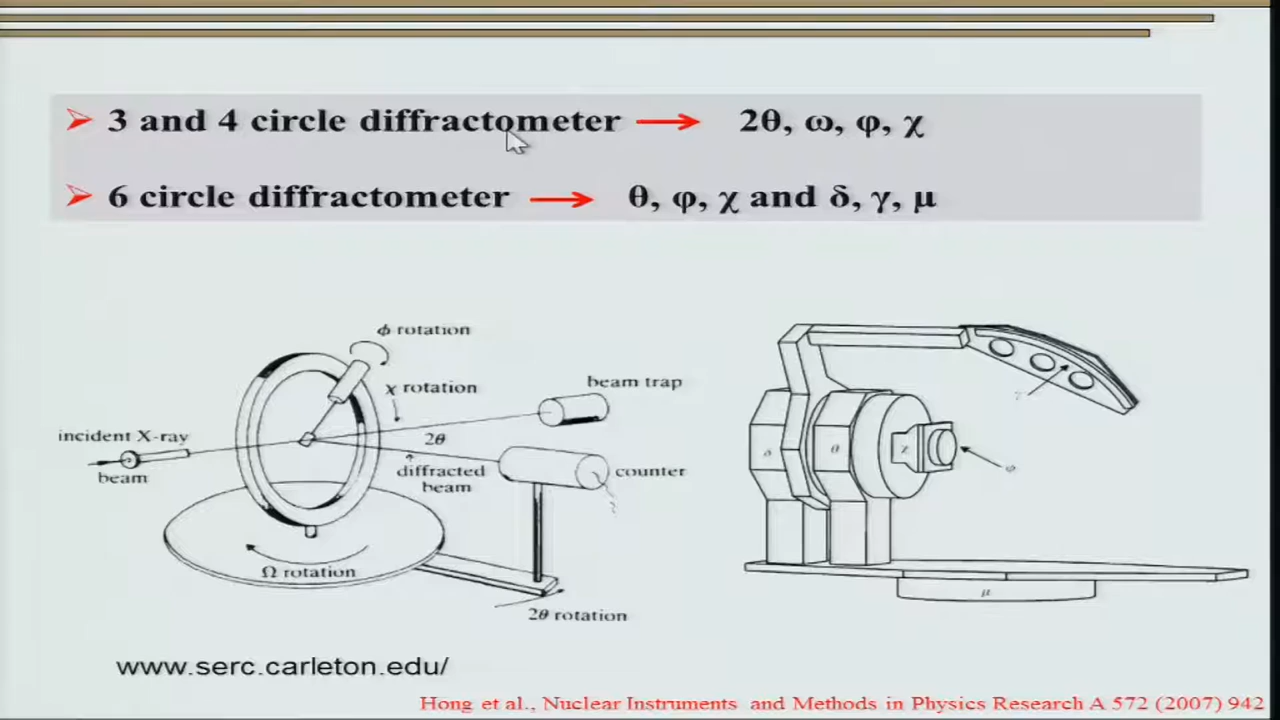 ➢ 3 and 4 circle diffractometer → 2θ, ω, φ, χ
➢ 6 circle diffractometer → θ, φ, χ and δ, γ, μ
ϕ rotation
χ rotation
beam trap
incident X-ray
beam
2θ
diffracted
beam
counter
Ω rotation
2θ rotation
γ
δ
θ
χ
φ
μ
www.serc.carleton.edu/
Hong et al., Nuclear Instruments and Methods in Physics Research A 572 (2007) 942